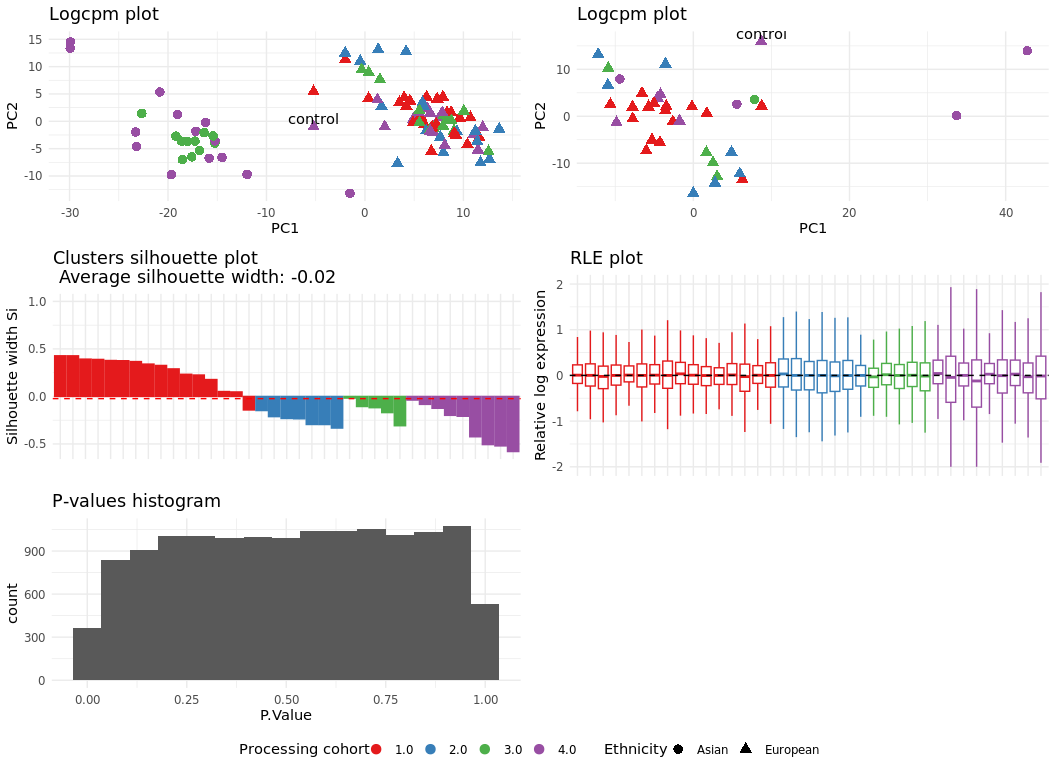 Logcpm plot
15
10
5
0
-5
-10
PC2
control
-30
-20
-10
0
10
PC1
Logcpm plot
10
0
-10
PC2
control
0
20
40
PC1
Clusters silhouette plot
Average silhouette width: -0.02
1.0
0.5
0.0
-0.5
Silhouette width Si
RLE plot
2
1
0
-1
-2
Relative log expression
P-values histogram
900
600
300
0
count
0.00
0.25
0.50
0.75
1.00
P.Value
Processing cohort
1.0
2.0
3.0
4.0
Ethnicity
Asian
European